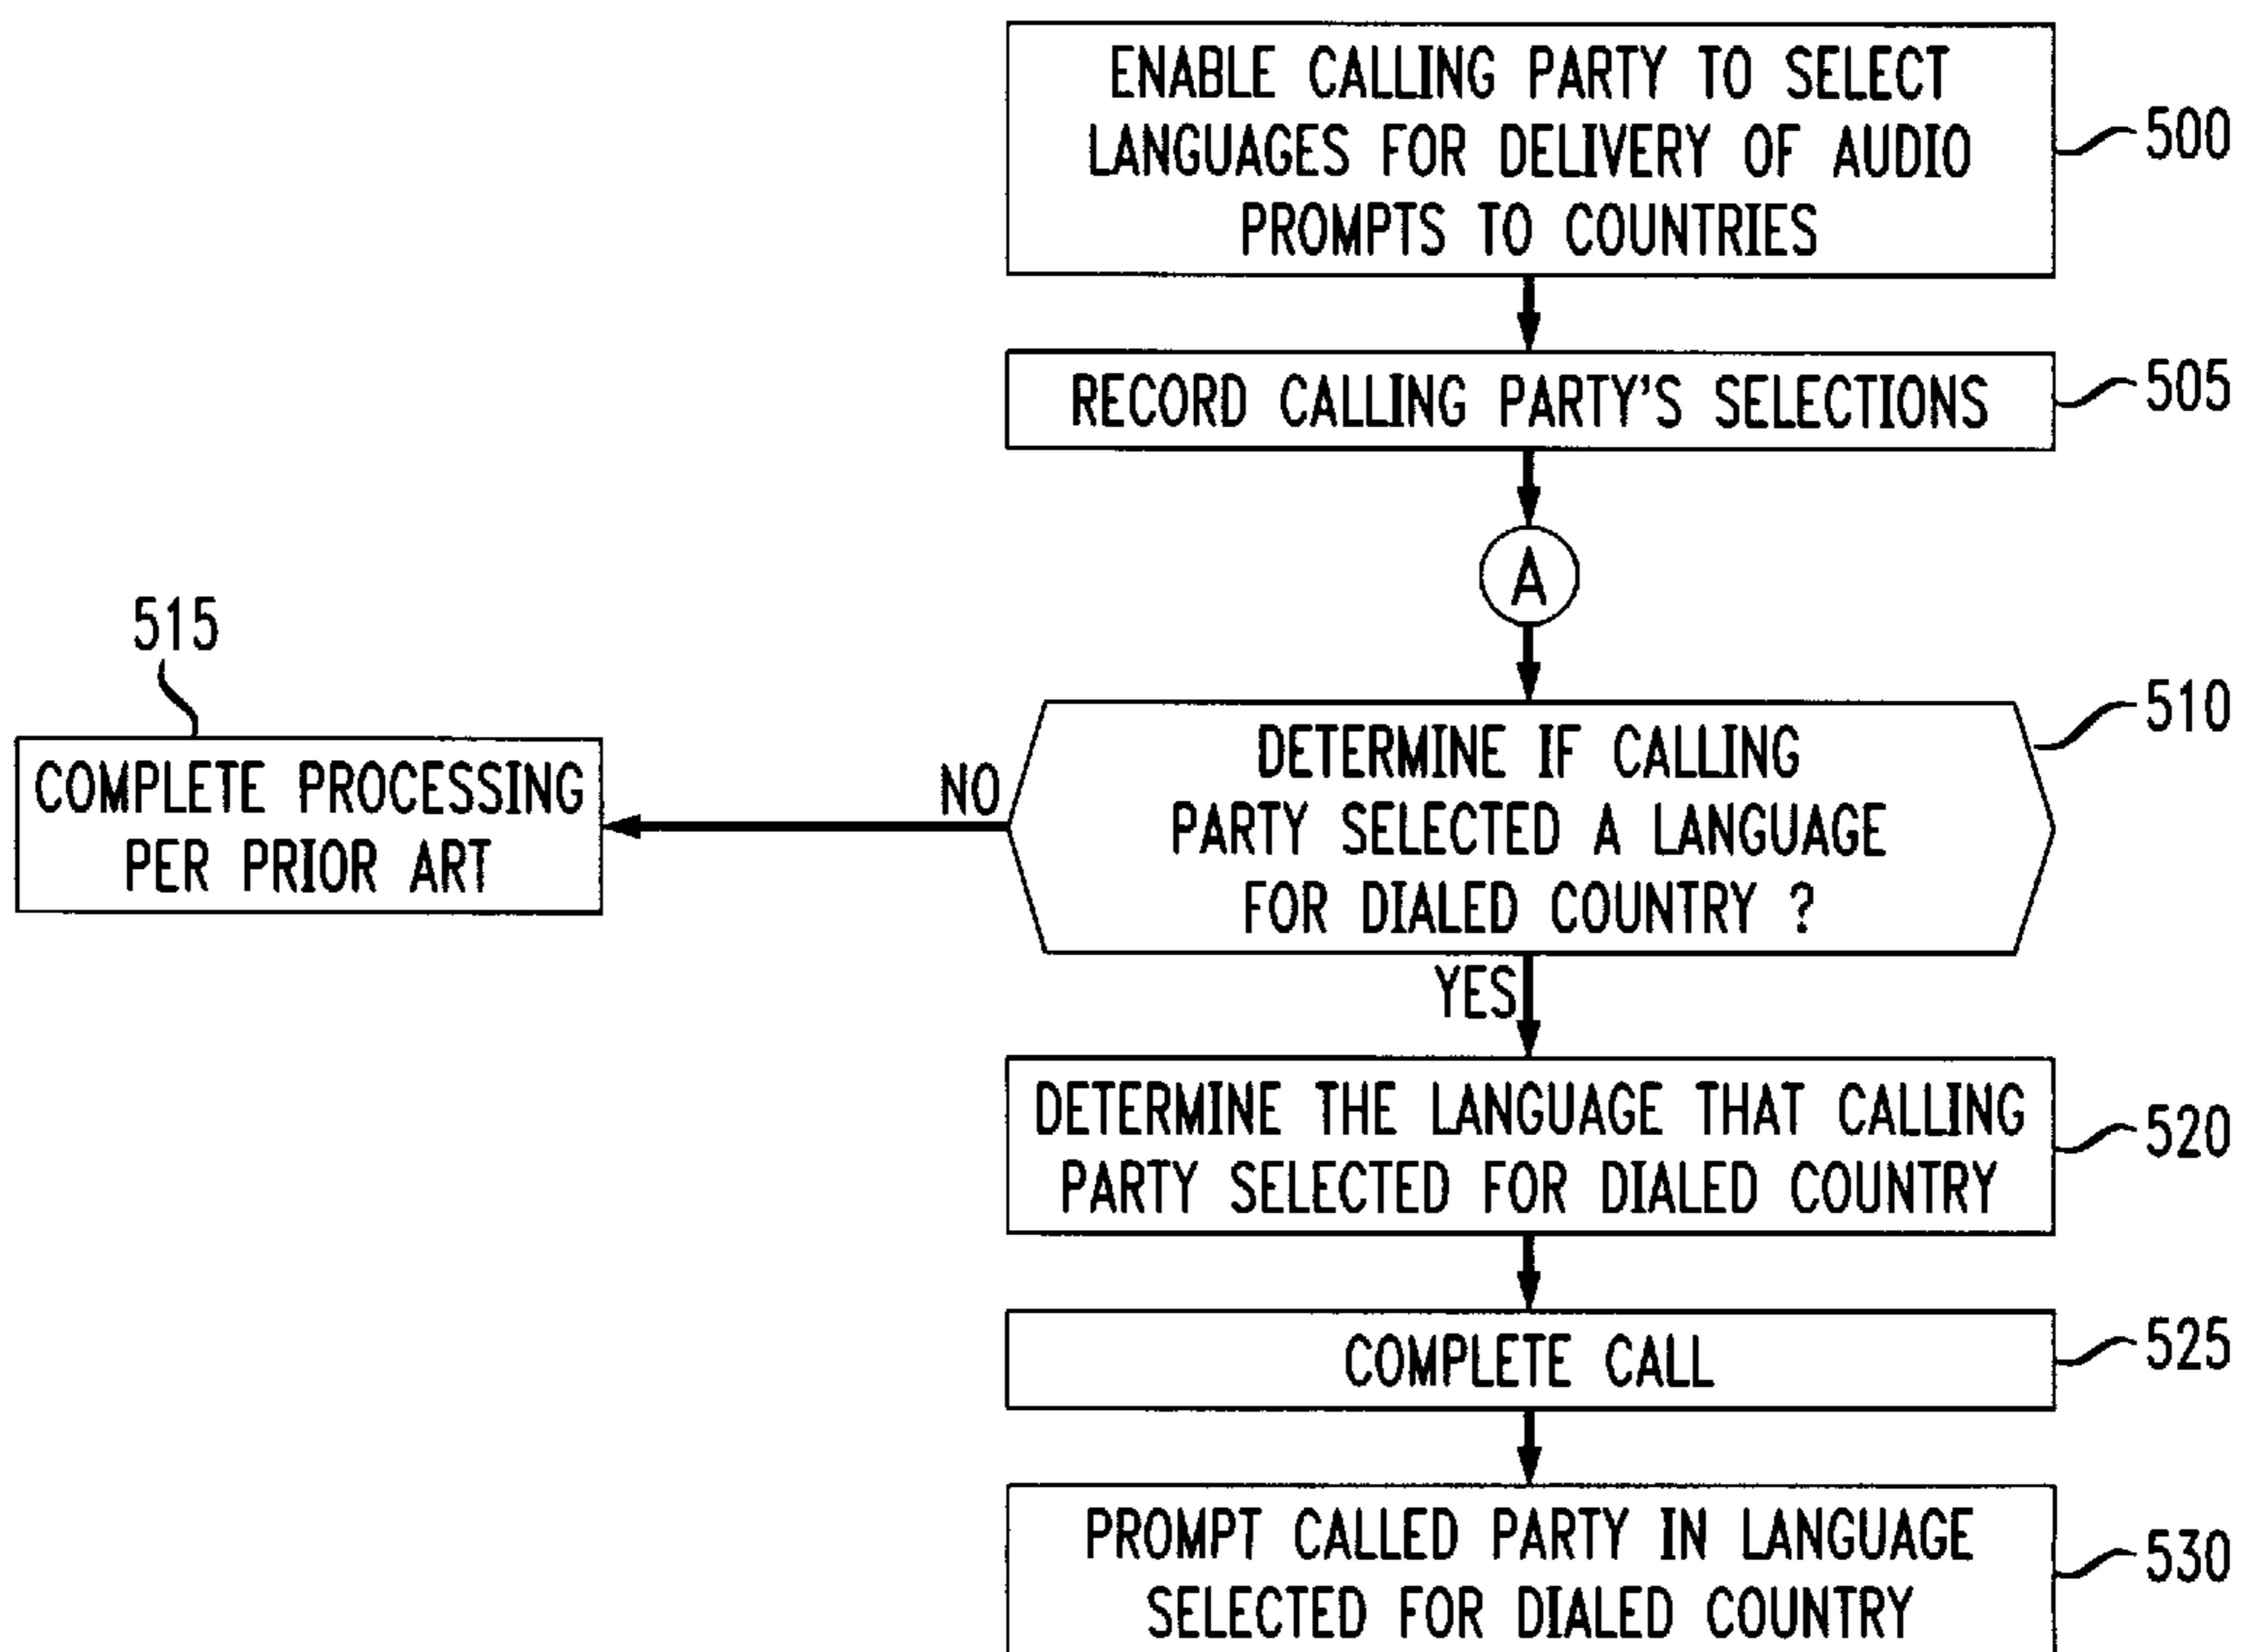 ENABLE CALLING PARTY TO SELECT
LANGUAGES FOR DELIVERY OF AUDIO
PROMPTS TO COUNTRIES
500
RECORD CALLING PARTY'S SELECTIONS
505
A
515
COMPLETE PROCESSING
PER PRIOR ART
NO
DETERMINE IF CALLING
PARTY SELECTED A LANGUAGE
FOR DIALED COUNTRY ?
510
YES
DETERMINE THE LANGUAGE THAT CALLING
PARTY SELECTED FOR DIALED COUNTRY
520
COMPLETE CALL
525
PROMPT CALLED PARTY IN LANGUAGE
SELECTED FOR DIALED COUNTRY
530